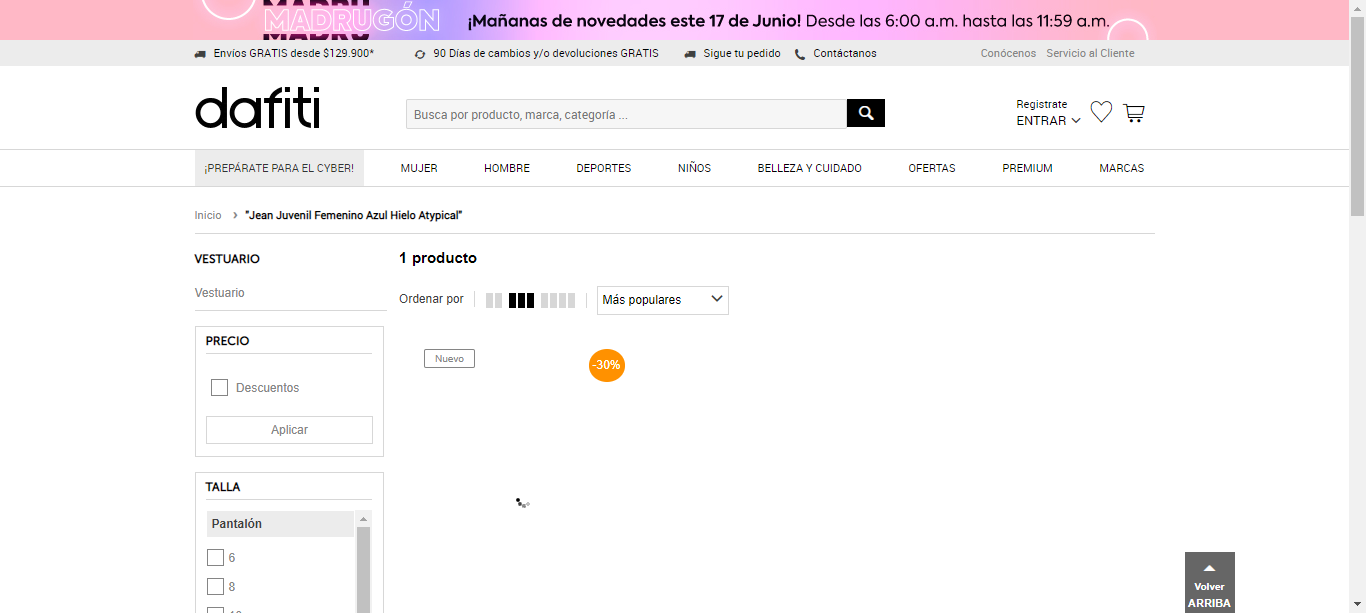 MADRUGÓN
¡Mañanas de novedades este 17 de Junio! Desde las 6:00 a.m. hasta las 11:59 a.m.
Envíos GRATIS desde $129.900*
90 Días de cambios y/o devoluciones GRATIS
Sigue tu pedido
Contáctanos
Conócenos
Servicio al Cliente
dafiti
Busca por producto, marca, categoría ...
Registrate
ENTRAR
¡PREPÁRATE PARA EL CYBER!
MUJER
HOMBRE
DEPORTES
NIÑOS
BELLEZA Y CUIDADO
OFERTAS
PREMIUM
MARCAS
Inicio
"Jean Juvenil Femenino Azul Hielo Atypical"
VESTUARIO
Vestuario
1 producto
Ordenar por
Más populares
PRECIO
Descuentos
Aplicar
Nuevo
-30%
TALLA
Pantalón
6
8
Volver
ARRIBA